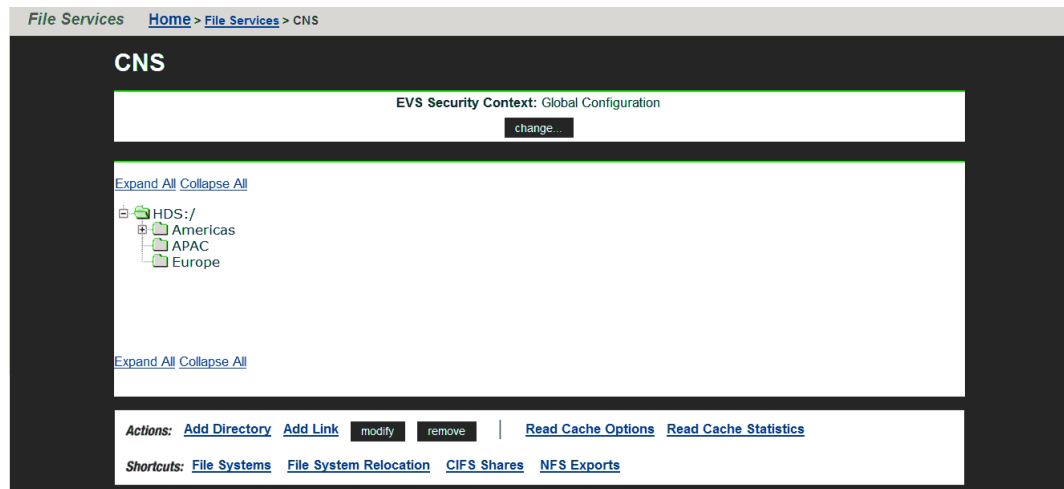 File Services Home > File Services > CNS
CNS
EVS Security Context: Global Configuration
change...
Expand All Collapse All
HDS:/
Americas
APAC
Europe
Expand All Collapse All
Actions: Add Directory Add Link modify remove | Read Cache Options Read Cache Statistics
Shortcuts: File Systems File System Relocation CIFS Shares NFS Exports